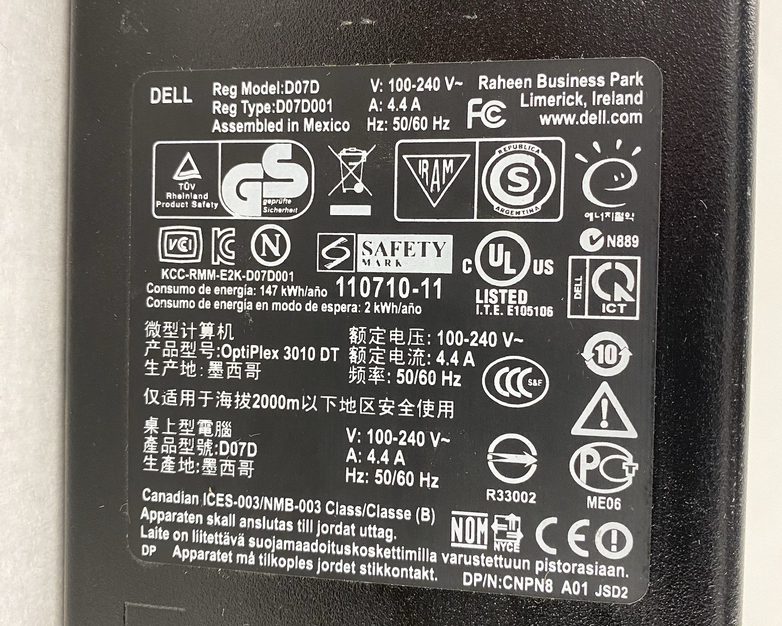 DELL
Reg Model:D07D
Reg Type:D07D001
Assembled in Mexico
V: 100-240 V~
A: 4.4 A
Hz: 50/60 Hz
Raheen Business Park
Limerick, Ireland
www.dell.com
FC
TÜV
Rheinland
Product Safety
GS
geprüfte
Sicherheit
IRAM
REPUBLICA
S
ARGENTINA
에너지절약
VCI
KC
N
KCC-RMM-E2K-D07D001
S SAFETY
MARK
110710-11
C UL US
LISTED
I.T.E. E105106
N889
DELL
ICT
Consumo de energía: 147 kWh/año
Consumo de energía en modo de espera: 2 kWh/año
微型计算机
产品型号:OptiPlex 3010 DT
生产地: 墨西哥
额定电压: 100-240 V~
额定电流: 4.4 A
频率: 50/60 Hz
CCC S&F
10
仅适用于海拔2000m以下地区安全使用
桌上型電腦
產品型號:D07D
生產地:墨西哥
V: 100-240 V~
A: 4.4 A
Hz: 50/60 Hz
R33002
PCT
ME06
Canadian ICES-003/NMB-003 Class/Classe (B)
Apparaten skall anslutas till jordat uttag.
Laite on liitettävä suojamaadoituskoskettimilla varustettuun pistorasiaan.
DP Apparatet må tilkoples jordet stikkontakt.
NOM
NYCE
CE
DP/N:CNPN8 A01 JSD2